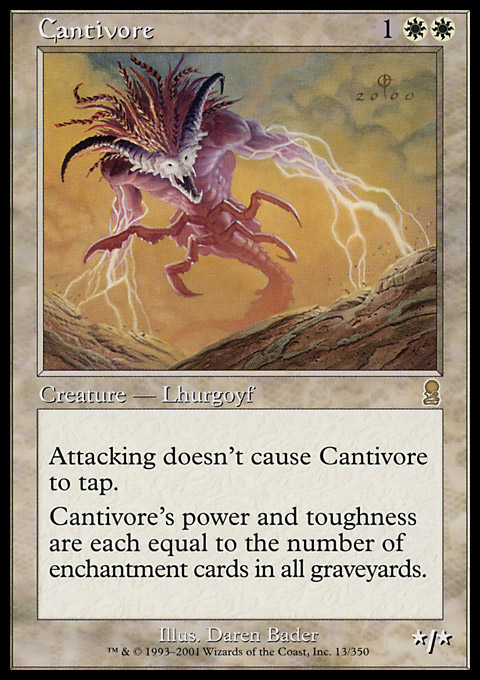 Cantivore 1
2000
Creature — Lhurgoyf
Attacking doesn't cause Cantivore
to tap.
Cantivore's power and toughness
are each equal to the number of
enchantment cards in all graveyards.
Illus. Daren Bader
™ & © 1993–2001 Wizards of the Coast, Inc. 13/350
*/*